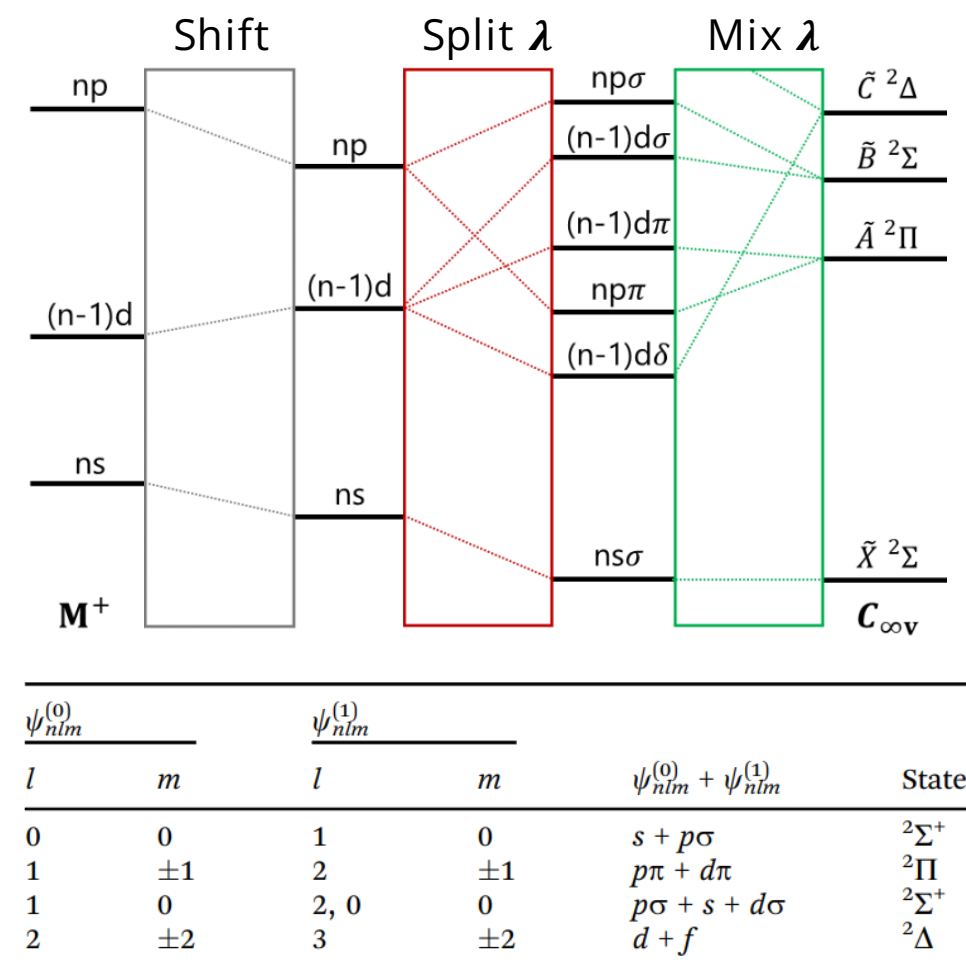 Shift Split λ Mix λ
np
(n-1)d
ns
M⁺
np
(n-1)d
ns
npσ
(n-1)dσ
(n-1)dπ
npπ
(n-1)dδ
nsσ
C̃ ²Δ
B̃ ²Σ
Ã ²Π
X̃ ²Σ
C∞v
ψ⁽⁰⁾nlm ψ⁽¹⁾nlm
l m l m ψ⁽⁰⁾nlm + ψ⁽¹⁾nlm State
0 0 1 0 s + pσ ²Σ⁺
1 ±1 2 ±1 pπ + dπ ²Π
1 0 2, 0 0 pσ + s + dσ ²Σ⁺
2 ±2 3 ±2 d + f ²Δ